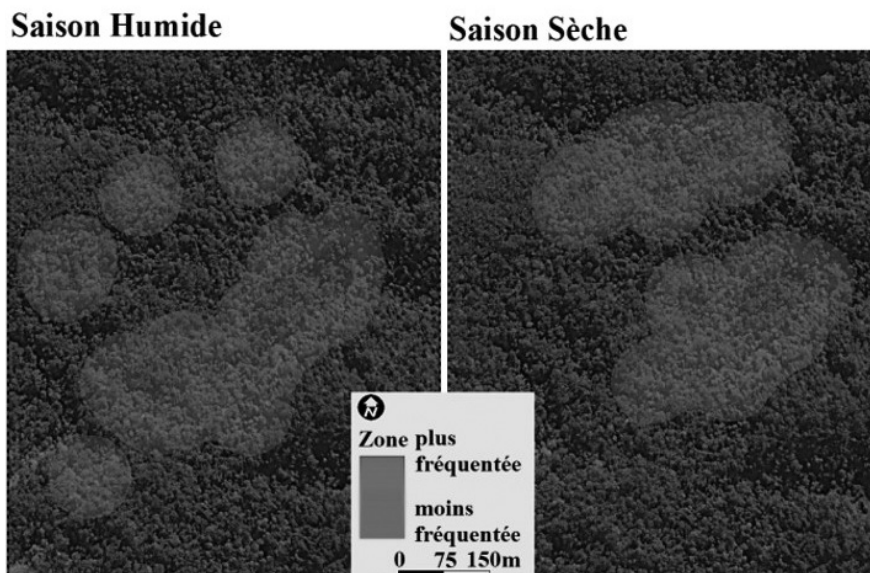 Saison Humide
Saison Sèche
N
Zone plus
fréquentée
moins
fréquentée
0 75 150m